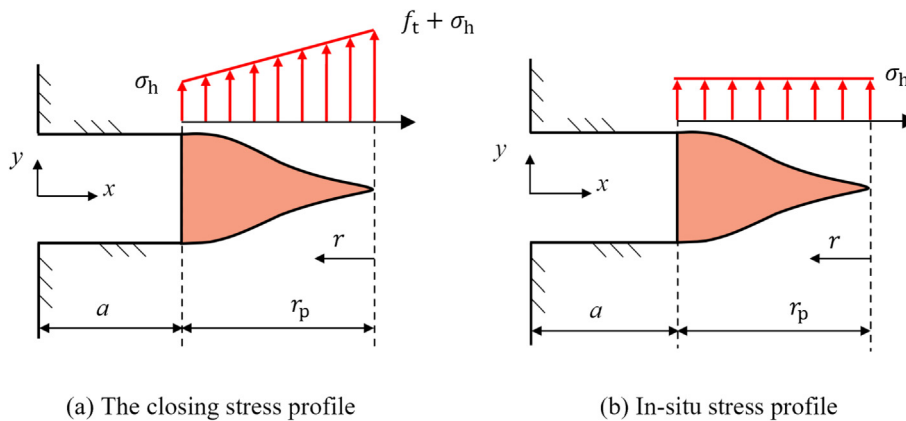 (a)
f_t + σ_h
σ_h
y
x
r
a
r_p
(a) The closing stress profile
(b)
σ_h
y
x
r
a
r_p
(b) In-situ stress profile